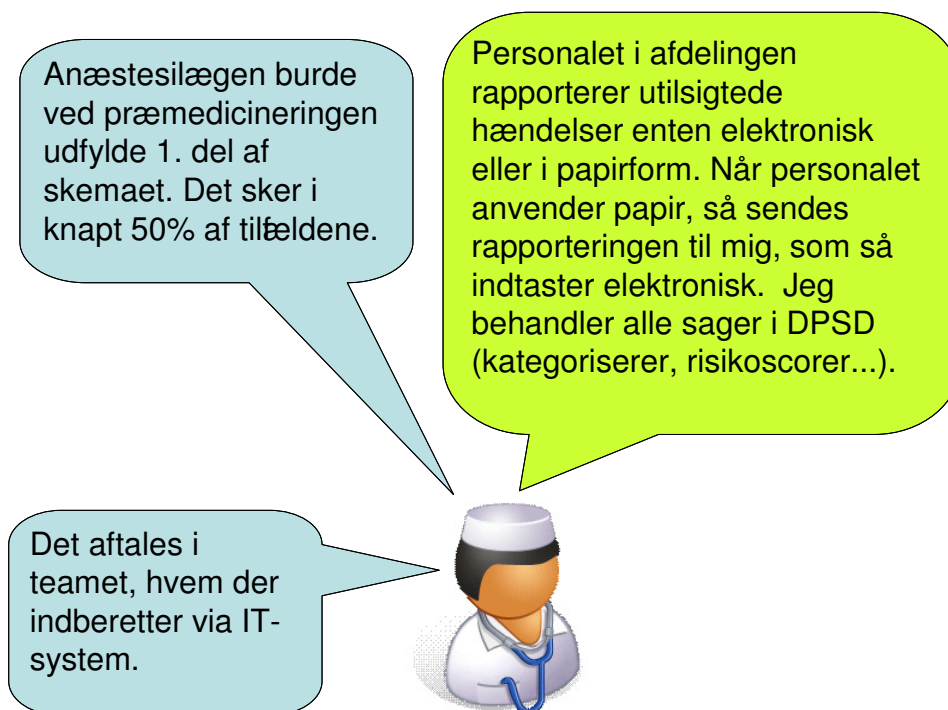 Anæstesilægen burde
ved præmedicineringen
udfylde 1. del af
skemaet. Det sker i
knapt 50% af tilfældene.
Personalet i afdelingen
rapporterer utilsigtede
hændelser enten elektronisk
eller i papirform. Når personalet
anvender papir, så sendes
rapporteringen til mig, som så
indtaster elektronisk.  Jeg
behandler alle sager i DPSD
(kategoriserer, risikoscorer...).
Det aftales i
teamet, hvem der
indberetter via IT-
system.